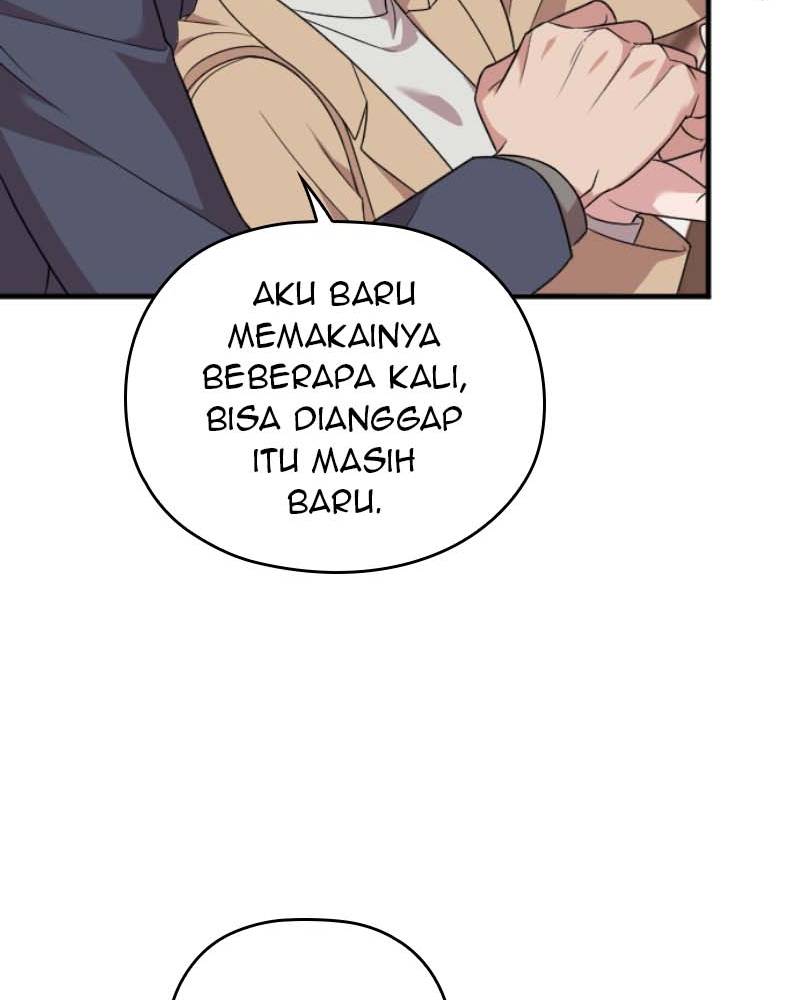 AKU BARU
MEMAKAINYA
BEBERAPA KALI,
BISA DIANGGAP
ITU MASIH
BARU.